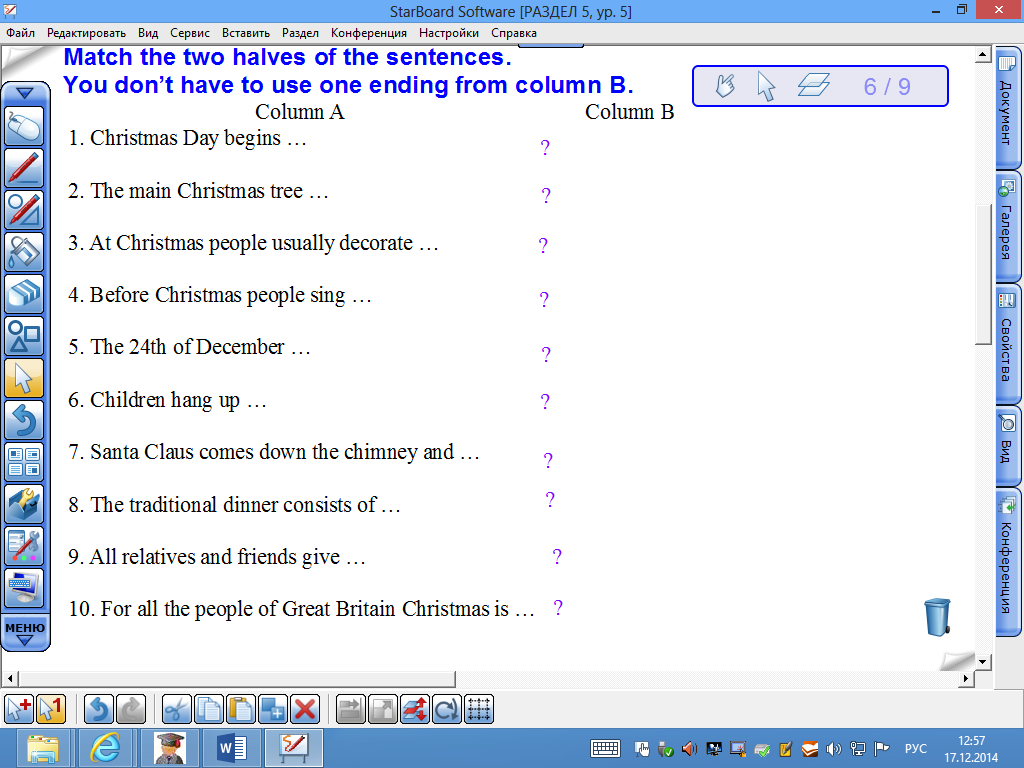 StarBoard Software [РАЗДЕЛ 5, ур. 5]
Файл Редактировать Вид Сервис Вставить Раздел Конференция Настройки Справка
Match the two halves of the sentences.
You don’t have to use one ending from column B.
6 / 9
Column A Column B
1. Christmas Day begins … ?
2. The main Christmas tree … ?
3. At Christmas people usually decorate … ?
4. Before Christmas people sing … ?
5. The 24th of December … ?
6. Children hang up … ?
7. Santa Claus comes down the chimney and … ?
8. The traditional dinner consists of … ?
9. All relatives and friends give … ?
10. For all the people of Great Britain Christmas is … ?
МЕНЮ
Документ
Галерея
Свойства
Вид
Конференция
1
РУС
12:57
17.12.2014